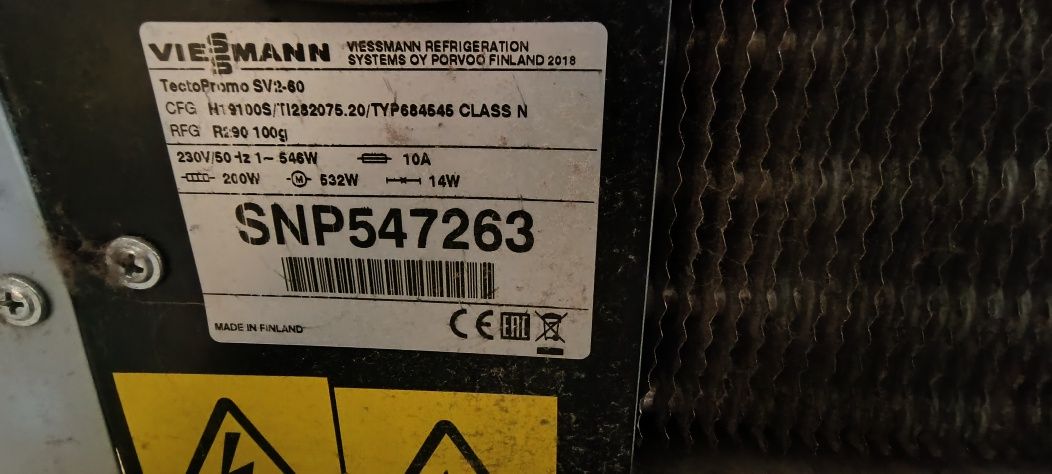 VIESSMANN
VIESSMANN REFRIGERATION
SYSTEMS OY PORVOO FINLAND 2018
TectoPromo SV2-60
CFG H19100S/TI282075.20/TYP684545 CLASS N
RFG R290 100g
230V/50Hz 1~ 546W 10A
200W M 532W 14W
SNP547263
MADE IN FINLAND
CE EAC